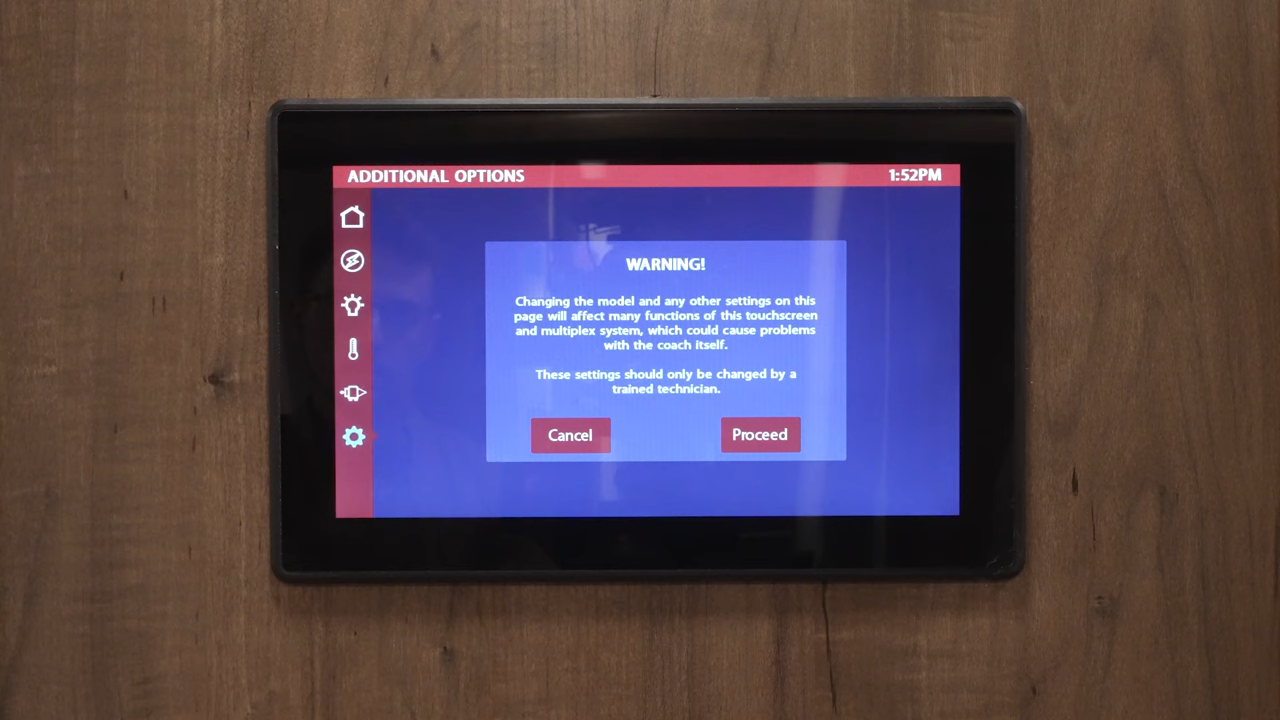 ADDITIONAL OPTIONS
1:52PM
WARNING!
Changing the model and any other settings on this
page will affect many functions of this touchscreen
and multiplex system, which could cause problems
with the coach itself.
These settings should only be changed by a
trained technician.
Cancel
Proceed